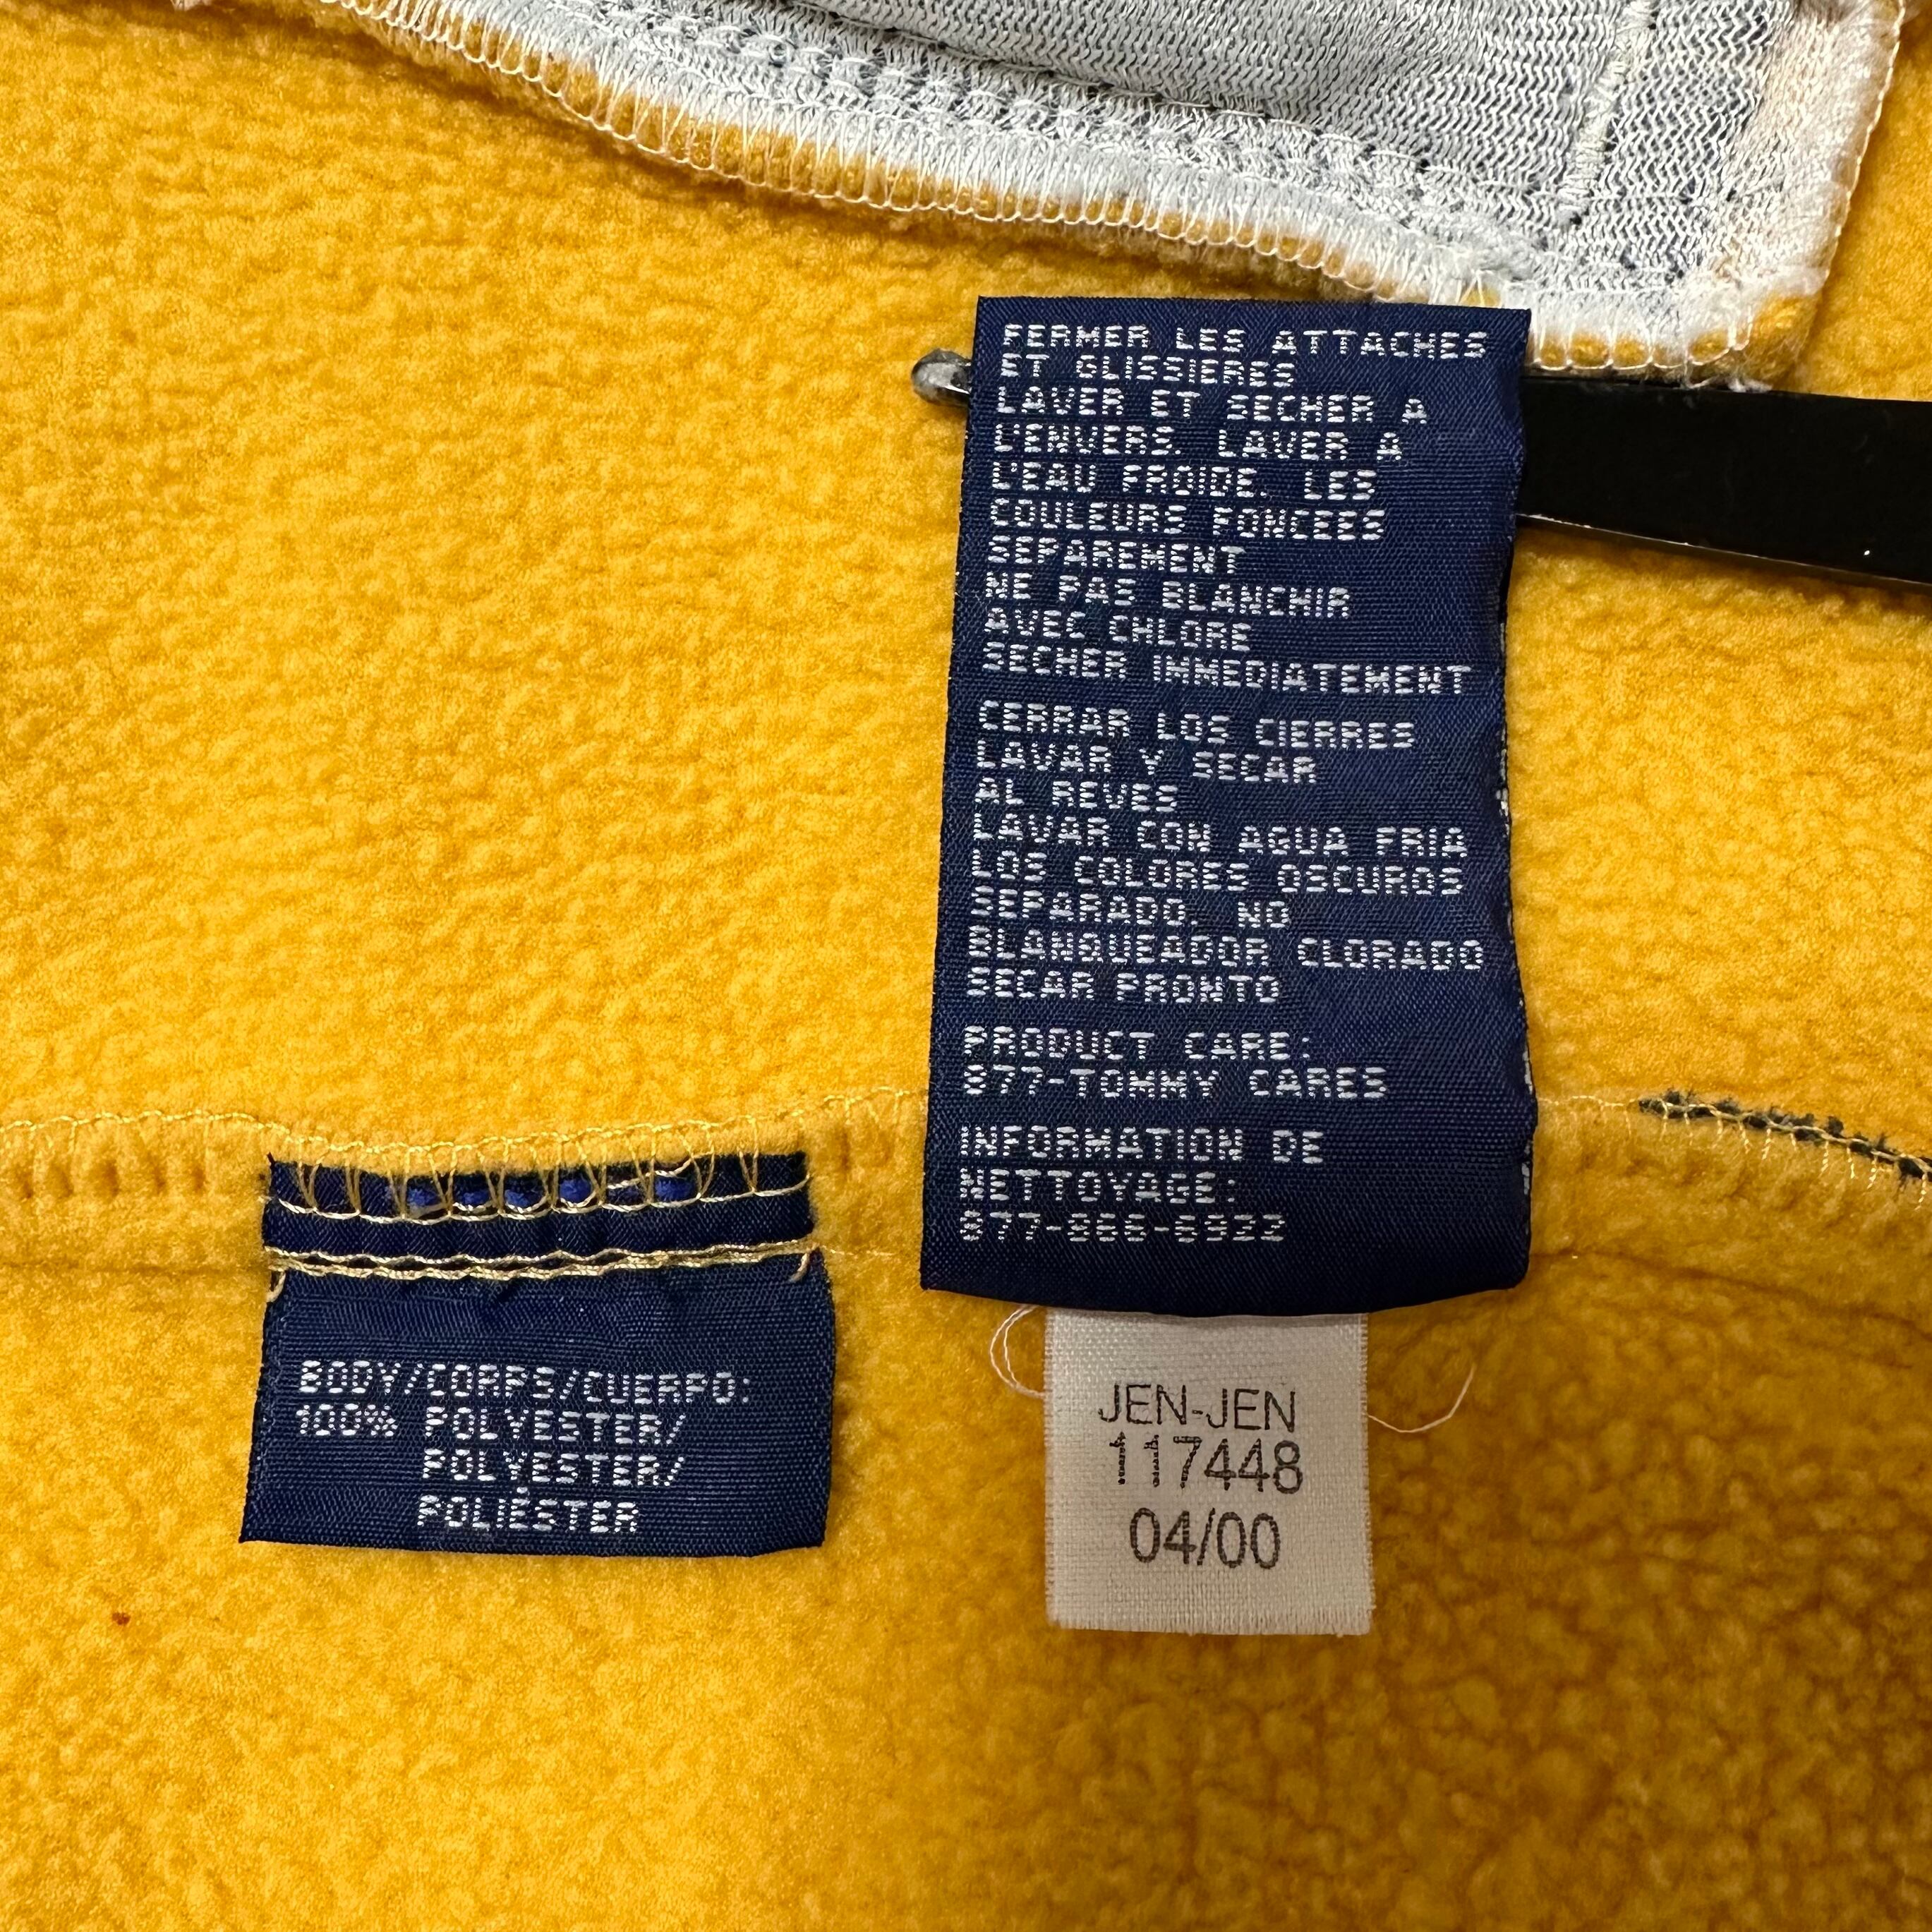 FERMER LES ATTACHES
ET GLISSIERES
LAVER ET SECHER A
L'ENVERS. LAVER A
L'EAU FROIDE. LES
COULEURS FONCEES
SEPAREMENT
NE PAS BLANCHIR
AVEC CHLORE
SECHER IMMEDIATEMENT
CERRAR LOS CIERRES
LAVAR Y SECAR
AL REVES
LAVAR CON AGUA FRIA
LOS COLORES OSCUROS
SEPARADO. NO
BLANQUEADOR CLORADO
SECAR PRONTO
PRODUCT CARE:
877-TOMMY CARES
INFORMATION DE
NETTOYAGE:
877-866-6922
BODY/CORPS/CUERPO:
100% POLYESTER/
POLYESTER/
POLIÉSTER
JEN-JEN
117448
04/00